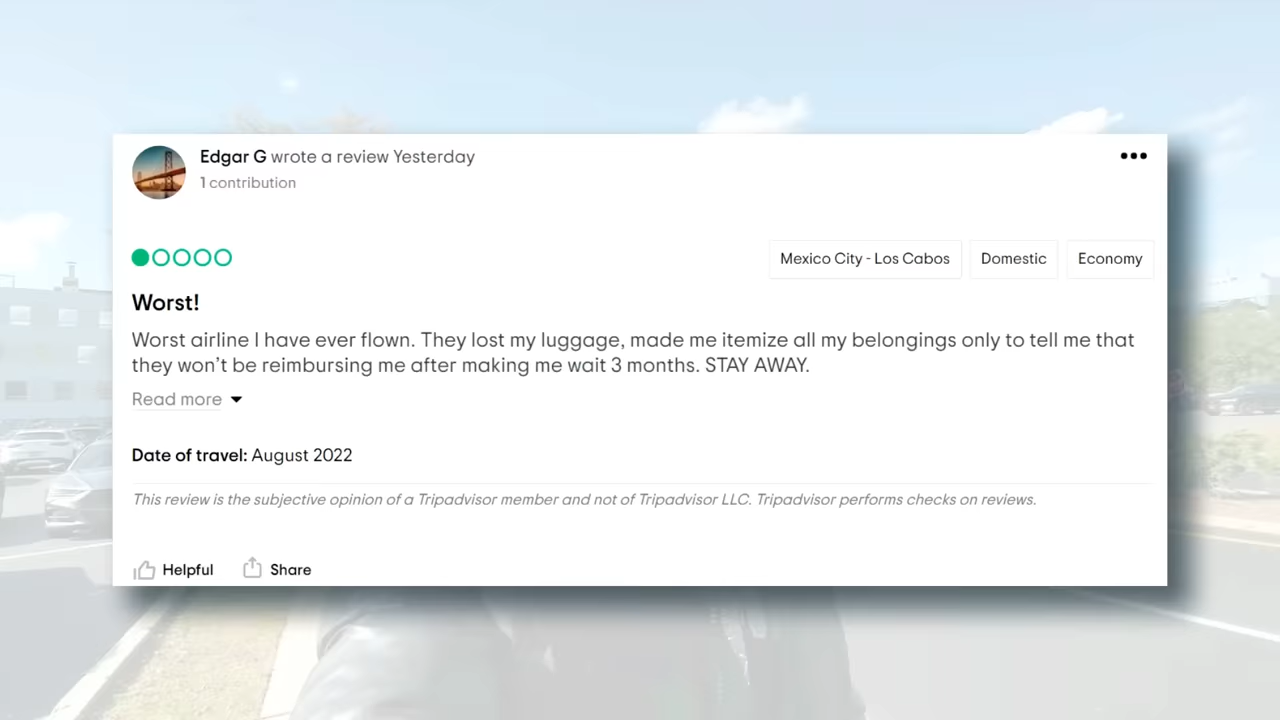 Edgar G wrote a review Yesterday
1 contribution
Mexico City - Los Cabos
Domestic
Economy
Worst!
Worst airline I have ever flown. They lost my luggage, made me itemize all my belongings only to tell me that
they won’t be reimbursing me after making me wait 3 months. STAY AWAY.
Read more
Date of travel: August 2022
This review is the subjective opinion of a Tripadvisor member and not of Tripadvisor LLC. Tripadvisor performs checks on reviews.
Helpful
Share